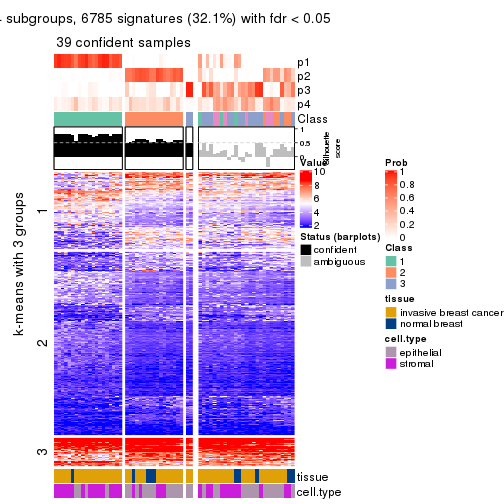 subgroups, 6785 signatures (32.1%) with fdr < 0.05
39 confident samples
p1
p2
p3
p4
Class
1
0.5
0
Silhouette
score
k-means with 3 groups
1
2
3
Value
10
8
6
4
2
Status (barplots)
confident
ambiguous
Prob
1
0.8
0.6
0.4
0.2
0
Class
1
2
3
tissue
invasive breast cancer
normal breast
cell.type
epithelial
stromal
tissue
cell.type